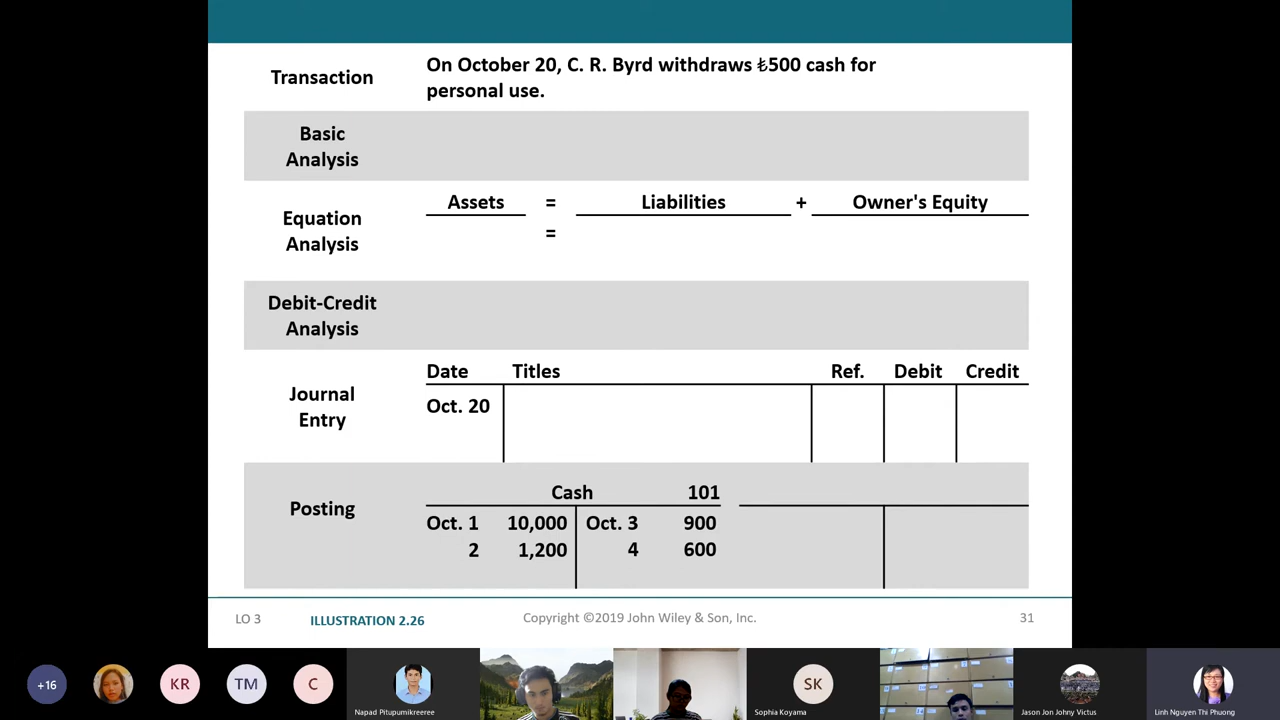 Transaction
On October 20, C. R. Byrd withdraws ₺500 cash for
personal use.
Basic
Analysis
Equation
Analysis
Assets = Liabilities + Owner's Equity
=
Debit-Credit
Analysis
Journal
Entry
Date Titles Ref. Debit Credit
Oct. 20
Posting
Cash 101
Oct. 1 10,000 Oct. 3 900
2 1,200 4 600
LO 3 ILLUSTRATION 2.26 Copyright ©2019 John Wiley & Son, Inc. 31
+16 KR TM C SK
Napad Pitupumikreeree Sophia Koyama Jason Jon Johny Victus Linh Nguyen Thi Phuong